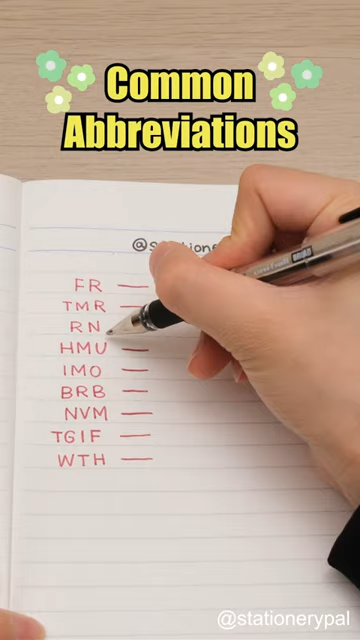 Common
Abbreviations
FR —
TMR —
RN
HMU —
IMO —
BRB —
NVM —
TGIF —
WTH —
@stationerypal